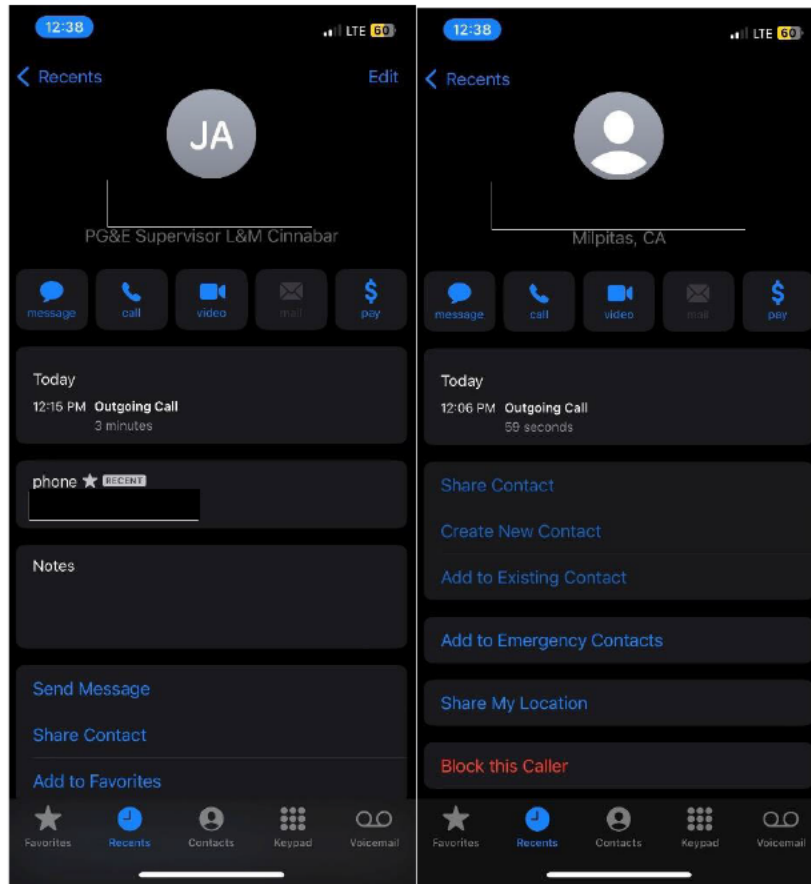 12:38
LTE 60
Recents
Edit
JA
PG&E Supervisor L&M Cinnabar
message
call
video
mail
pay
Today
12:15 PM Outgoing Call
3 minutes
phone RECENT
Notes
Send Message
Share Contact
Add to Favorites
Favorites
Recents
Contacts
Keypad
Voicemail
12:38
LTE 60
Recents
Milpitas, CA
message
call
video
mail
pay
Today
12:06 PM Outgoing Call
59 seconds
Share Contact
Create New Contact
Add to Existing Contact
Add to Emergency Contacts
Share My Location
Block this Caller
Favorites
Recents
Contacts
Keypad
Voicemail